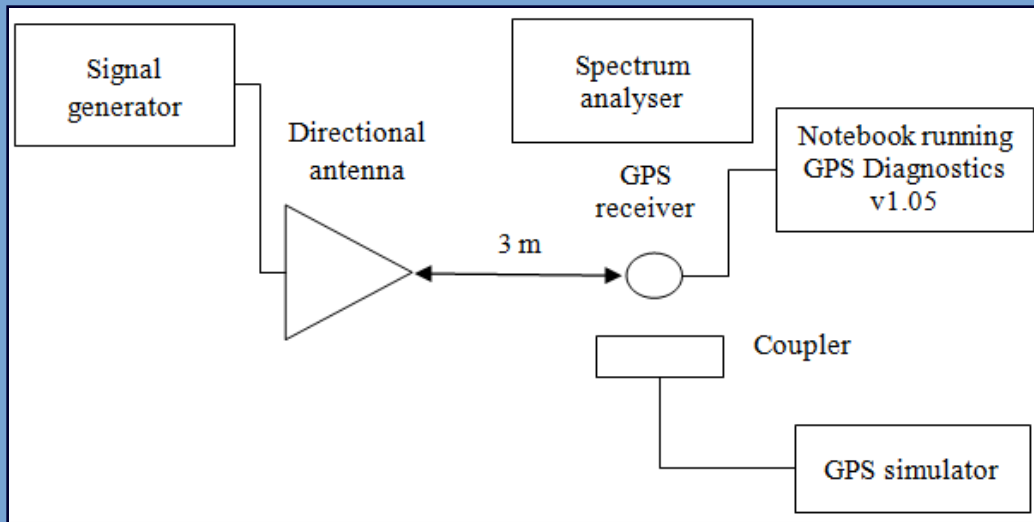 Signal
generator
Directional
antenna
3 m
Spectrum
analyser
GPS
receiver
Notebook running
GPS Diagnostics
v1.05
Coupler
GPS simulator